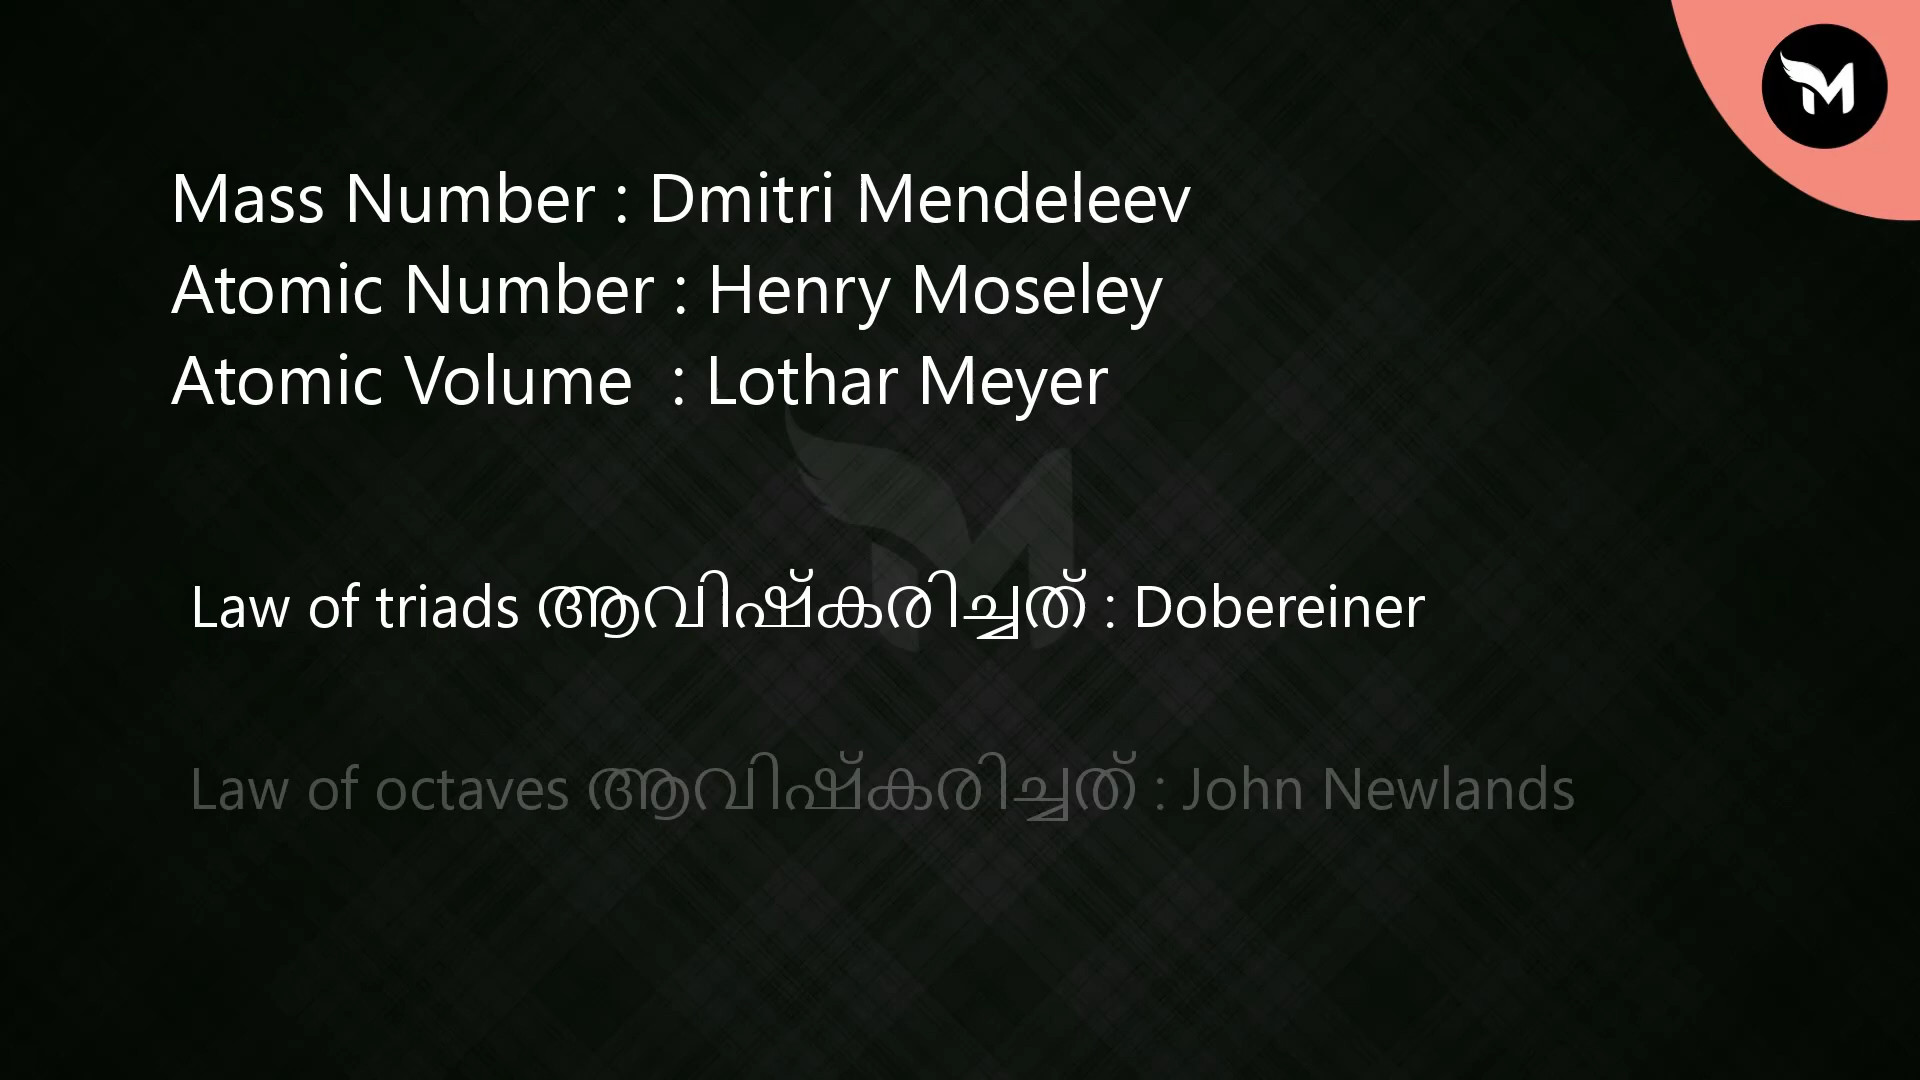 Mass Number : Dmitri Mendeleev
Atomic Number : Henry Moseley
Atomic Volume : Lothar Meyer
Law of triads ആവിഷ്കരിച്ചത് : Dobereiner
Law of octaves ആവിഷ്കരിച്ചത് : John Newlands